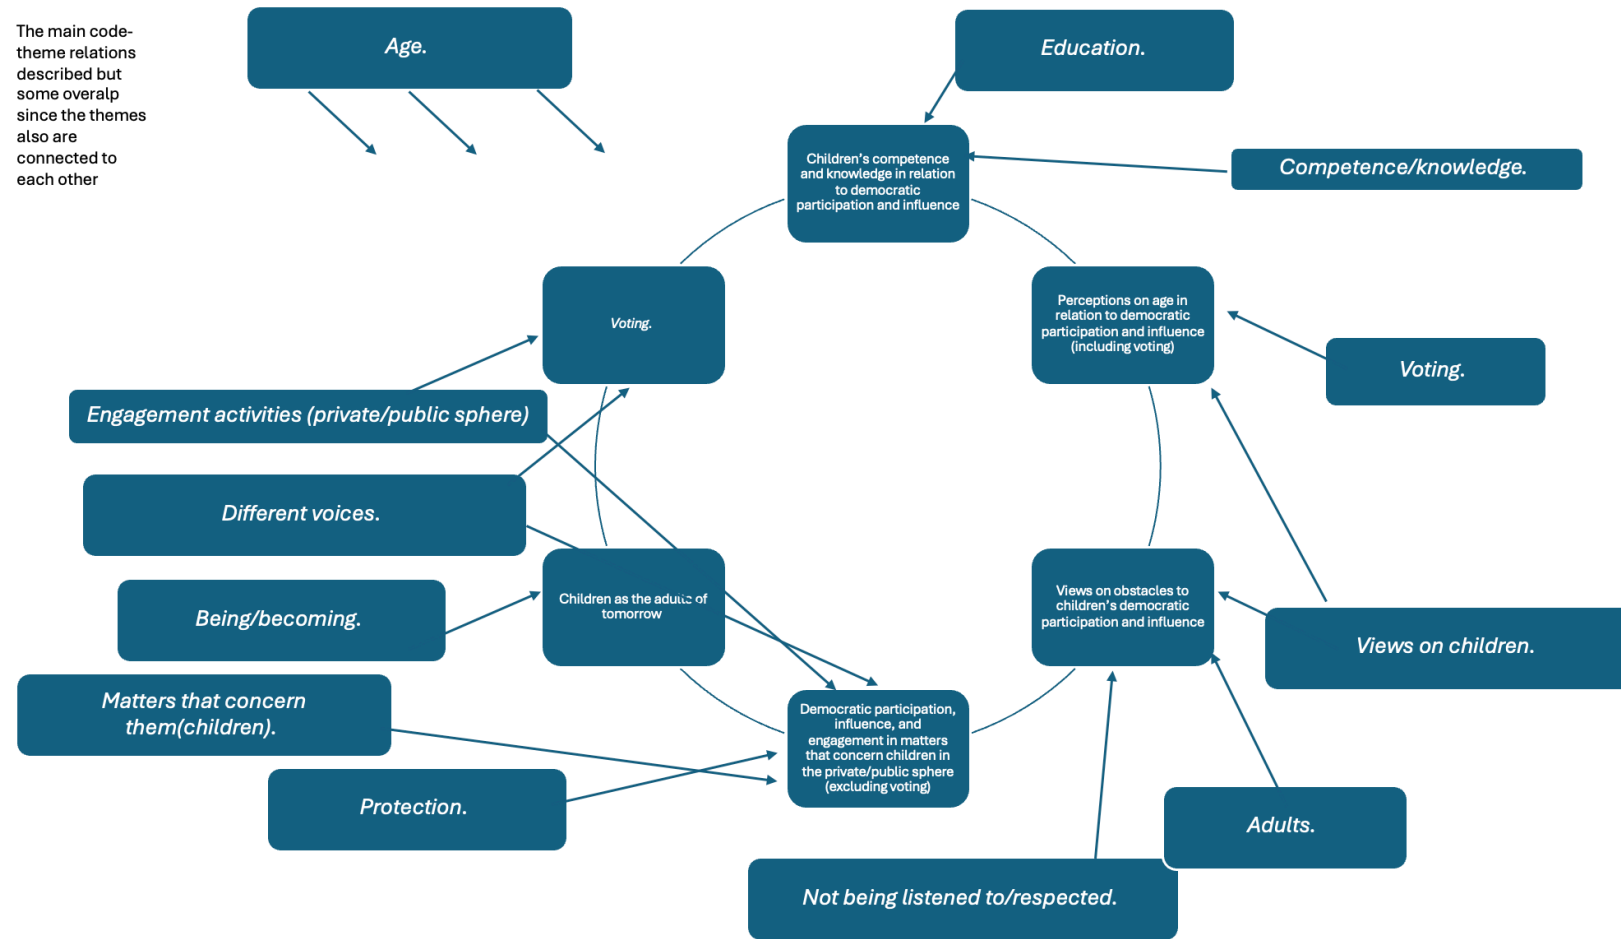 The main code-
theme relations
described but
some overalp
since the themes
also are
connected to
each other
Age.
Education.
Children's competence
and knowledge in relation
to democratic
participation and influence
Competence/knowledge.
Voting.
Perceptions on age in
relation to democratic
participation and influence
(including voting)
Voting.
Engagement activities (private/public sphere)
Different voices.
Children as the adults of
tomorrow
Views on obstacles to
children's democratic
participation and influence
Being/becoming.
Views on children.
Matters that concern
them(children).
Democratic participation,
influence, and
engagement in matters
that concern children in
the private/public sphere
(excluding voting)
Protection.
Adults.
Not being listened to/respected.